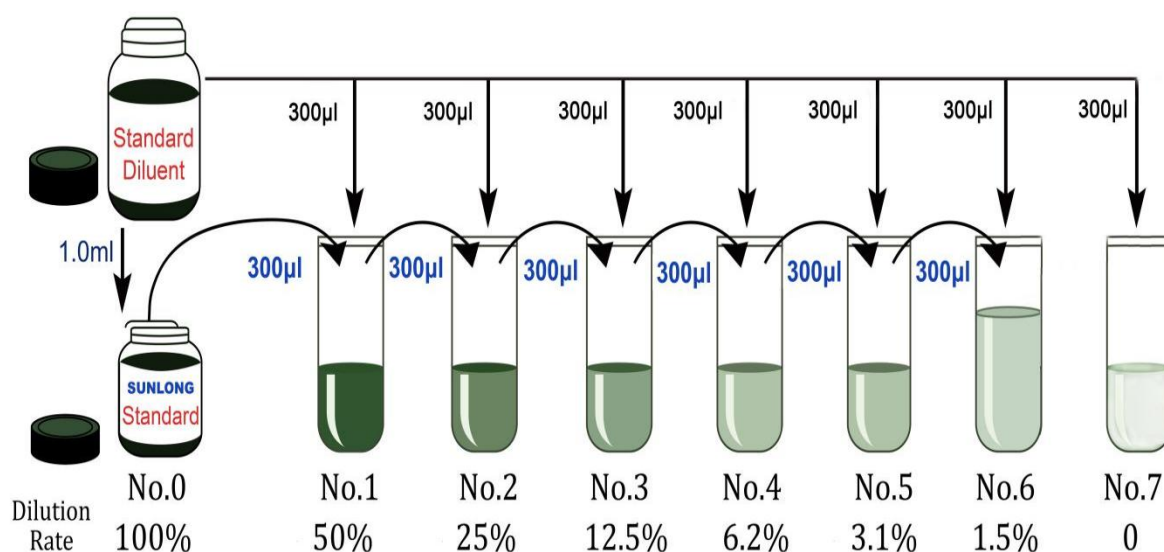 300µl 300µl 300µl 300µl 300µl 300µl 300µl
Standard
Diluent
1.0ml
300µl 300µl 300µl 300µl 300µl 300µl
SUNLONG
Standard
No.0 No.1 No.2 No.3 No.4 No.5 No.6 No.7
Dilution
Rate 100% 50% 25% 12.5% 6.2% 3.1% 1.5% 0